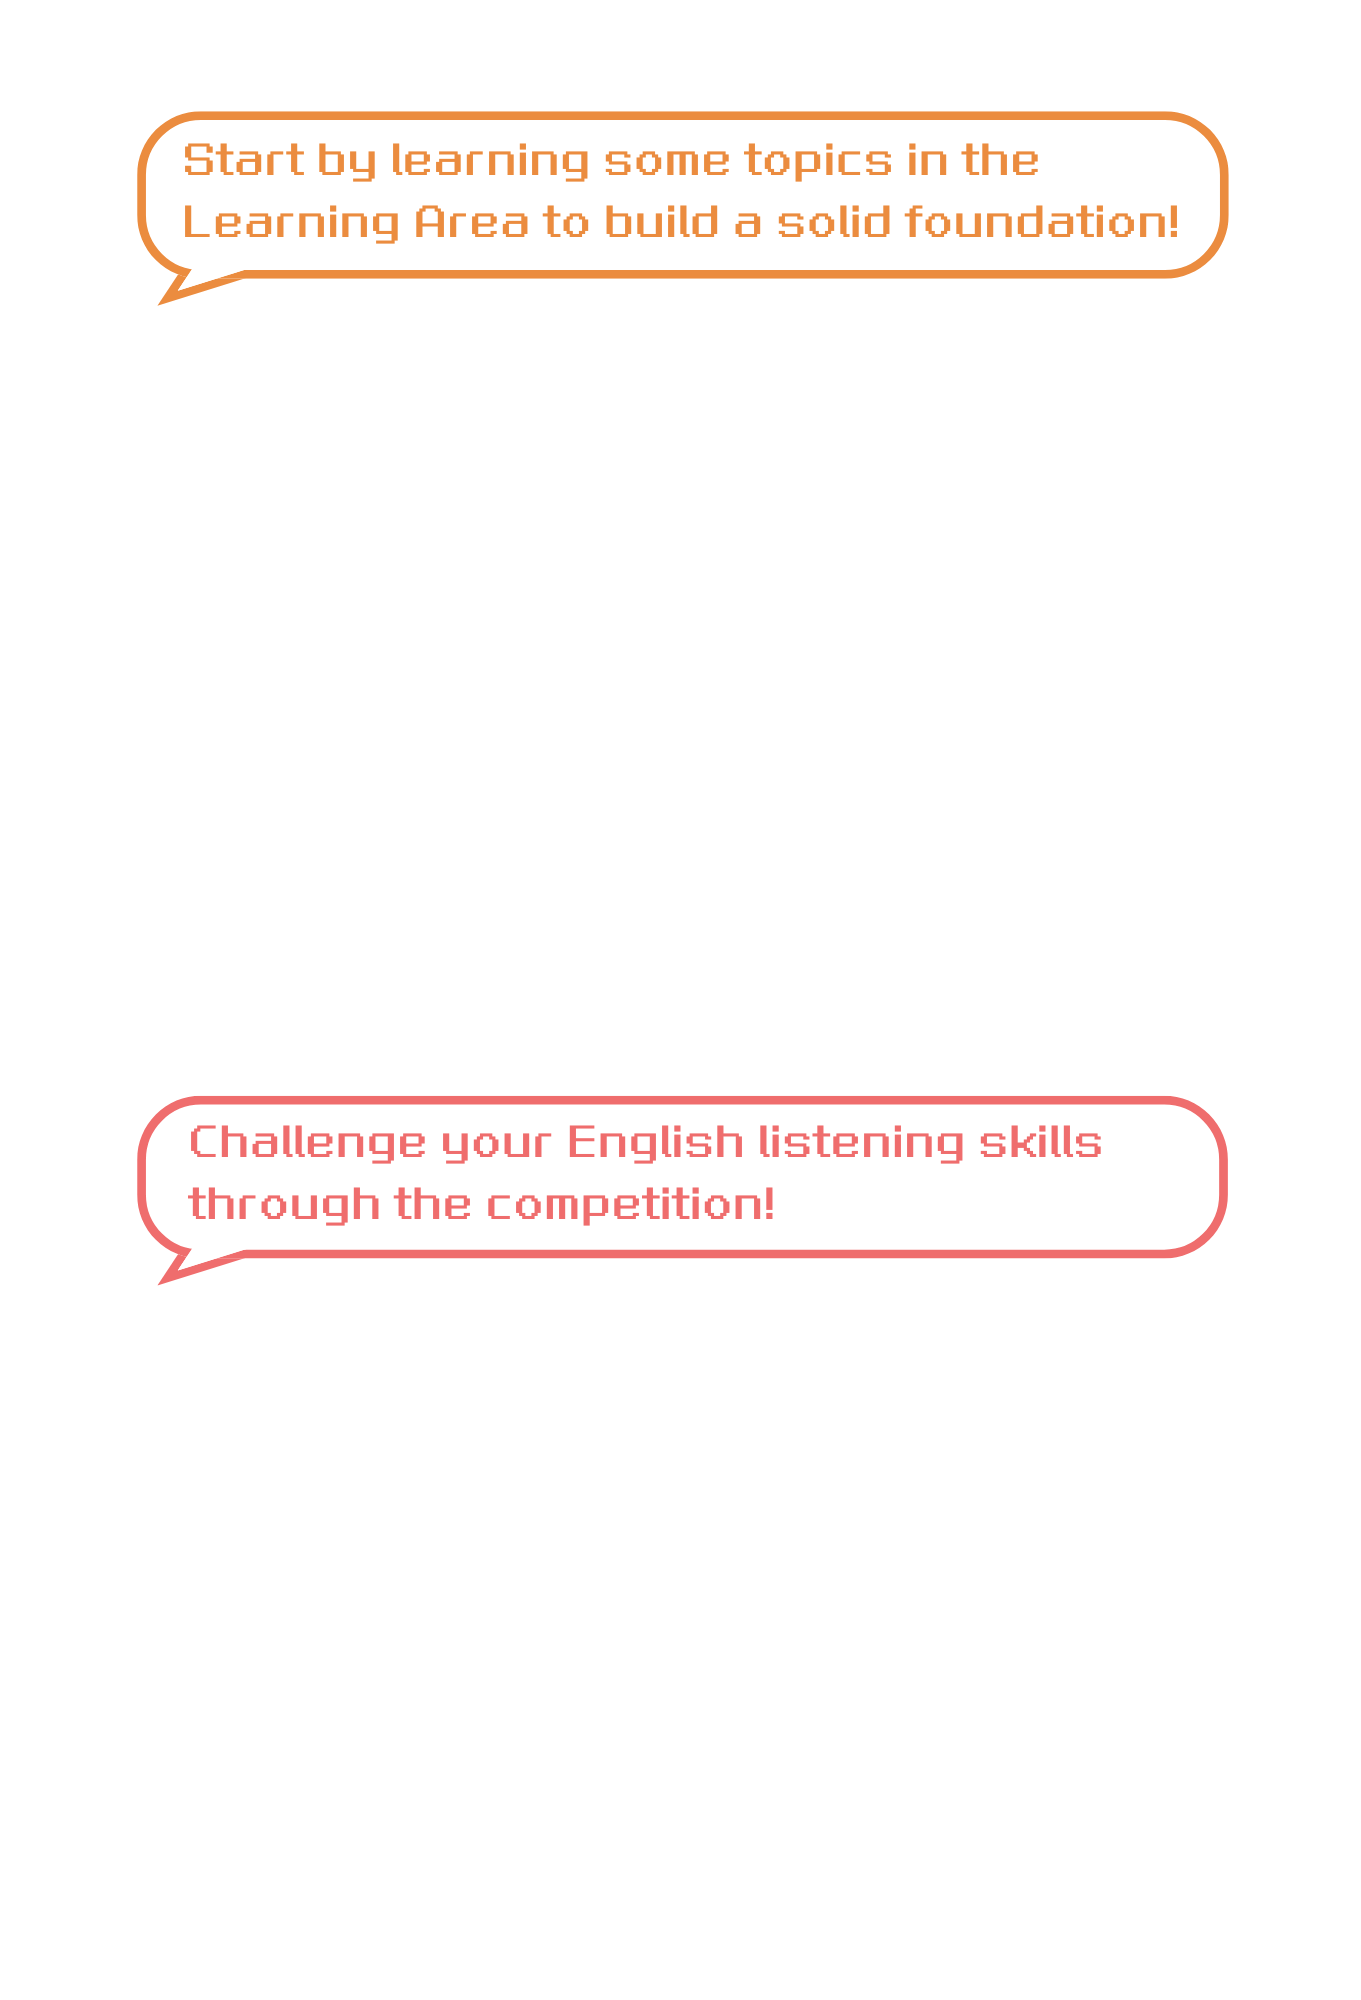 Start by learning some topics in the
Learning Area to build a solid foundation!
Challenge your English listening skills
through the competition!